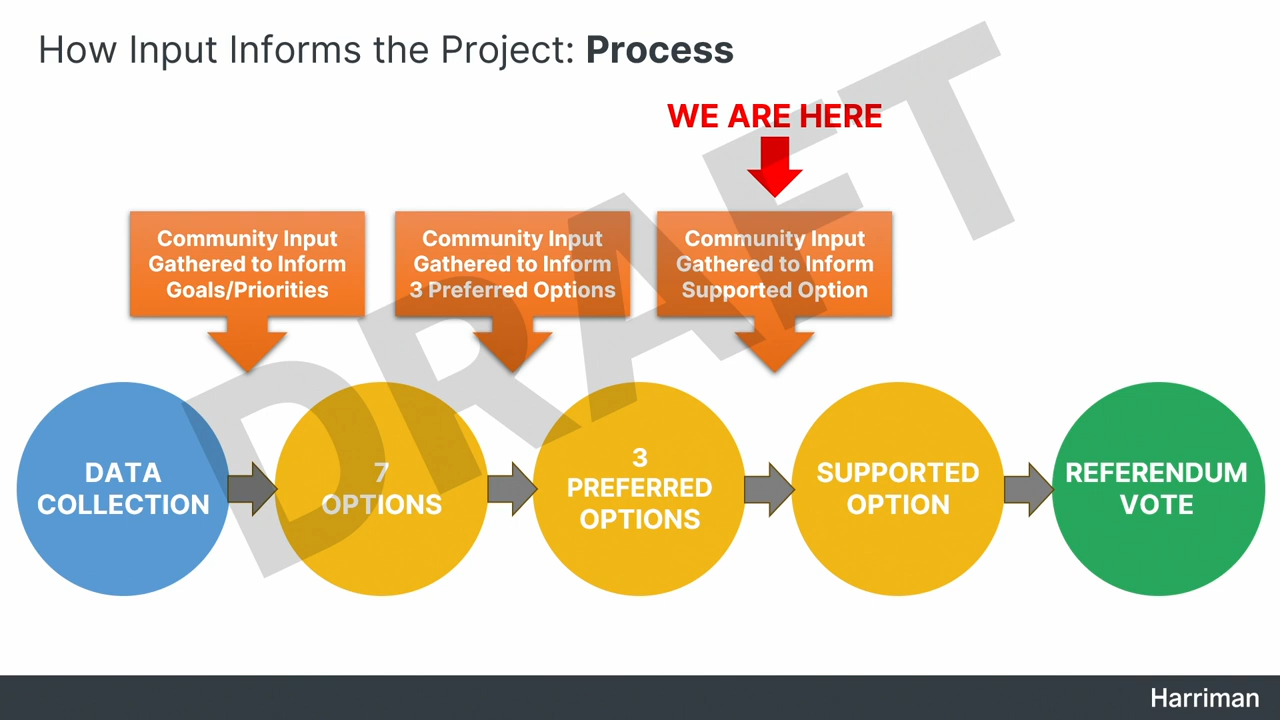 How Input Informs the Project: Process
WE ARE HERE
Community Input
Gathered to Inform
Goals/Priorities
Community Input
Gathered to Inform
3 Preferred Options
Community Input
Gathered to Inform
Supported Option
DATA
COLLECTION
7
OPTIONS
3
PREFERRED
OPTIONS
SUPPORTED
OPTION
REFERENDUM
VOTE
DRAFT
Harriman